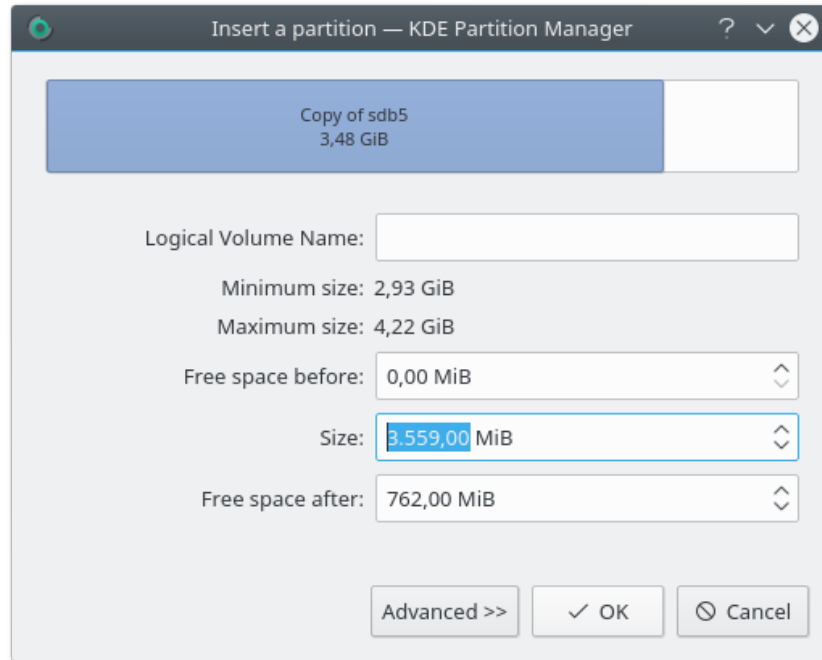 Insert a partition — KDE Partition Manager
Copy of sdb5
3,48 GiB
Logical Volume Name:
Minimum size: 2,93 GiB
Maximum size: 4,22 GiB
Free space before: 0,00 MiB
Size: 3.559,00 MiB
Free space after: 762,00 MiB
Advanced >> OK Cancel